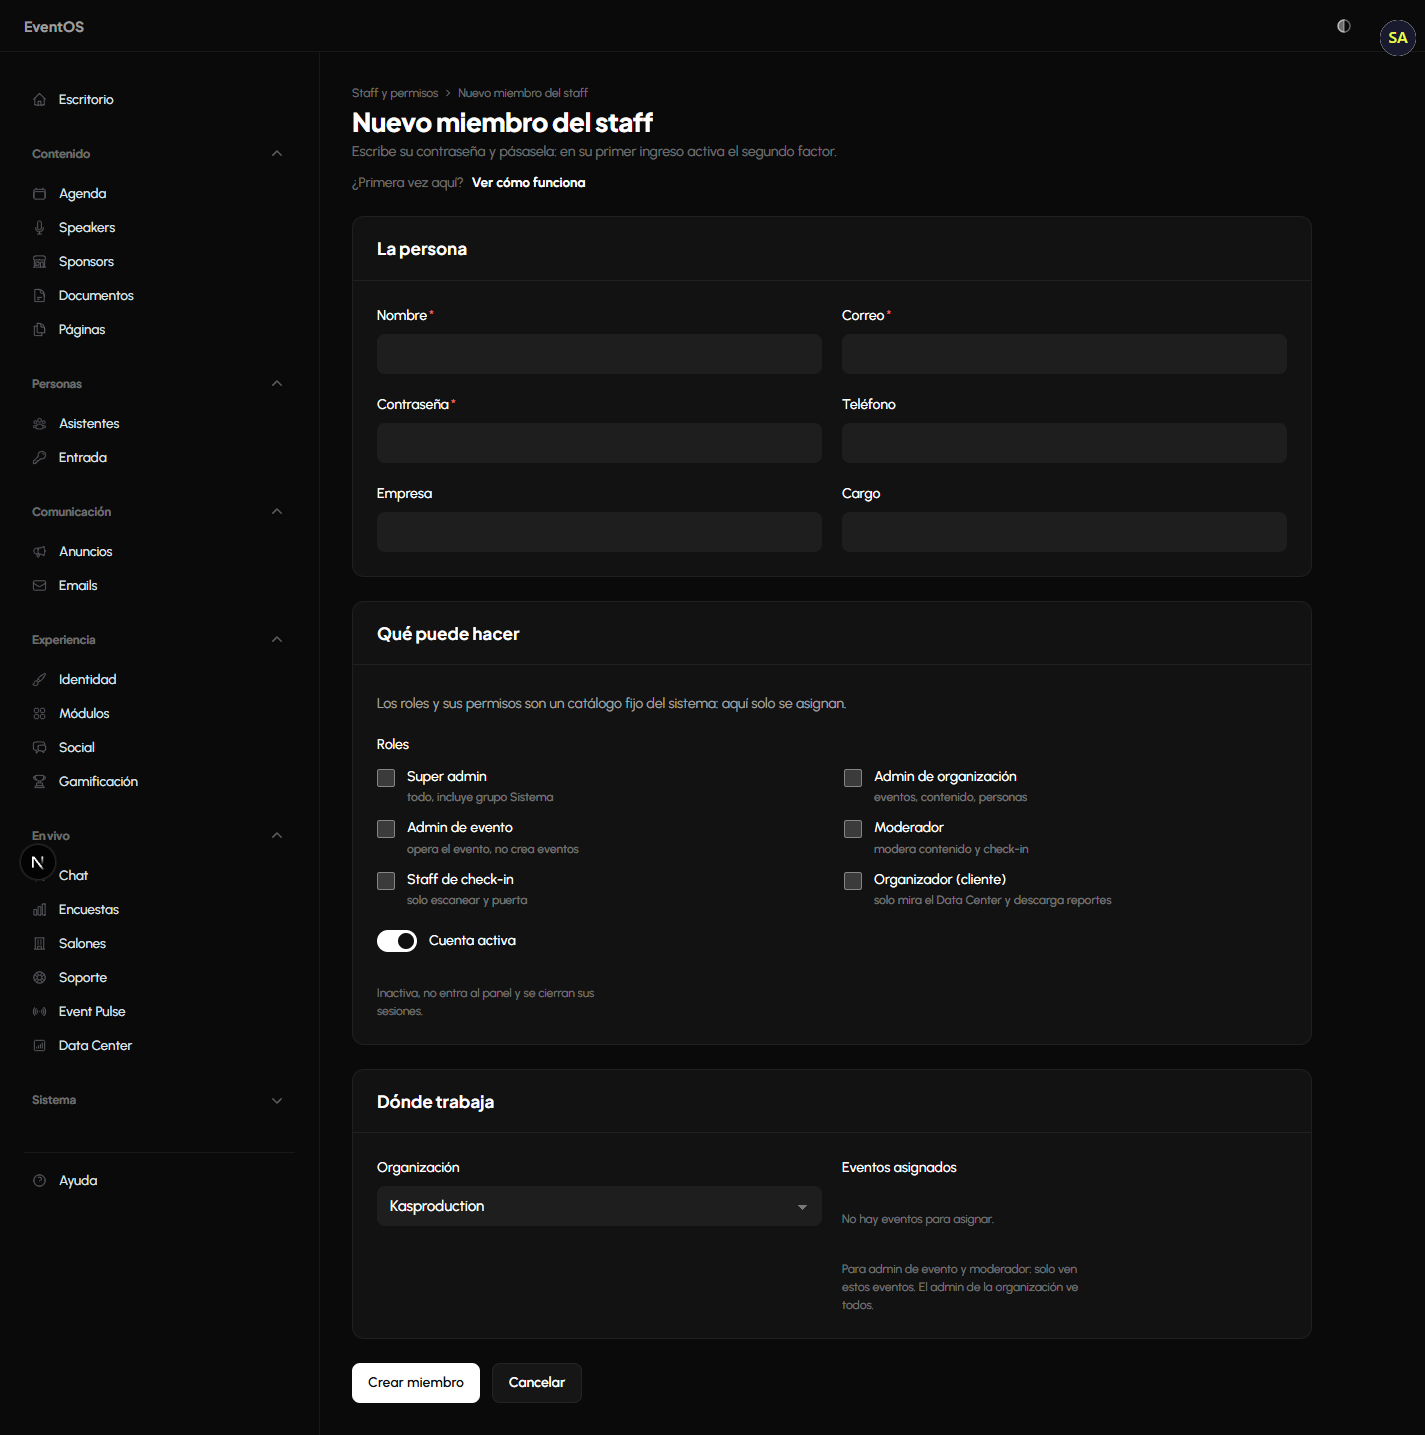 EventOS
SA
Escritorio
Contenido
Agenda
Speakers
Sponsors
Documentos
Páginas
Personas
Asistentes
Entrada
Comunicación
Anuncios
Emails
Experiencia
Identidad
Módulos
Social
Gamificación
En vivo
N
Chat
Encuestas
Salones
Soporte
Event Pulse
Data Center
Sistema
Ayuda
Staff y permisos > Nuevo miembro del staff
Nuevo miembro del staff
Escribe su contraseña y pásasela: en su primer ingreso activa el segundo factor.
¿Primera vez aquí? Ver cómo funciona
La persona
Nombre*
Correo*
Contraseña*
Teléfono
Empresa
Cargo
Qué puede hacer
Los roles y sus permisos son un catálogo fijo del sistema: aquí solo se asignan.
Roles
Super admin
todo, incluye grupo Sistema
Admin de organización
eventos, contenido, personas
Admin de evento
opera el evento, no crea eventos
Moderador
modera contenido y check-in
Staff de check-in
solo escanear y puerta
Organizador (cliente)
solo mira el Data Center y descarga reportes
Cuenta activa
Inactiva, no entra al panel y se cierran sus
sesiones.
Dónde trabaja
Organización
Kasproduction
Eventos asignados
No hay eventos para asignar.
Para admin de evento y moderador: solo ven
estos eventos. El admin de la organización ve
todos.
Crear miembro
Cancelar